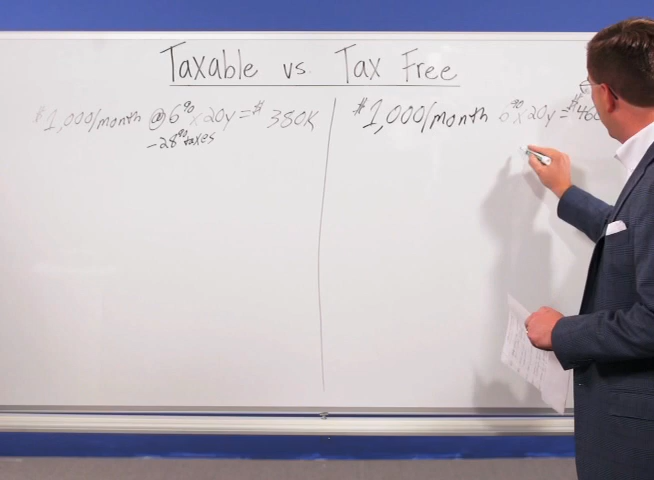 Taxable vs. Tax Free
$1,000/month @ 6% x 20y = $380K
-28% taxes
$1,000/month 6% x 20y = $460